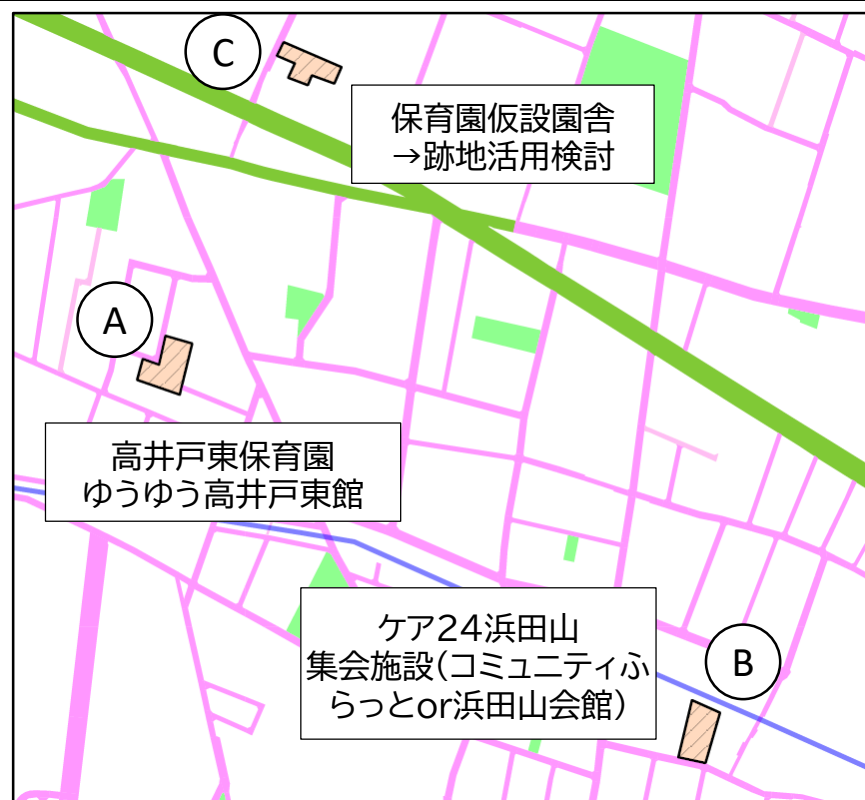 C
保育園仮設園舎
→跡地活用検討
A
高井戸東保育園
ゆうゆう高井戸東館
ケア24浜田山
集会施設(コミュニティふ
らっとor浜田山会館)
B